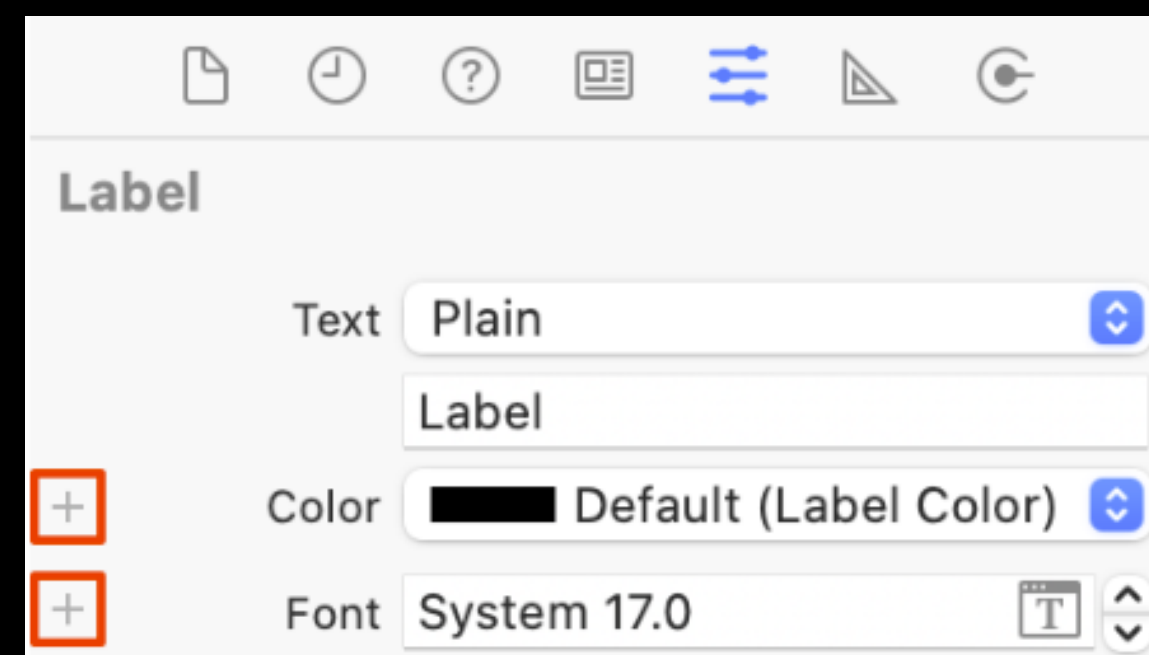 Label
Text Plain
Label
+ Color Default (Label Color)
+ Font System 17.0 T